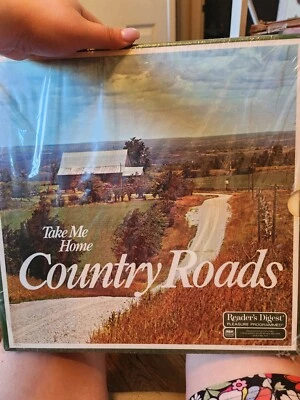 Take Me
Home
Country Roads
Reader's Digest
PLEASURE PROGRAMMED